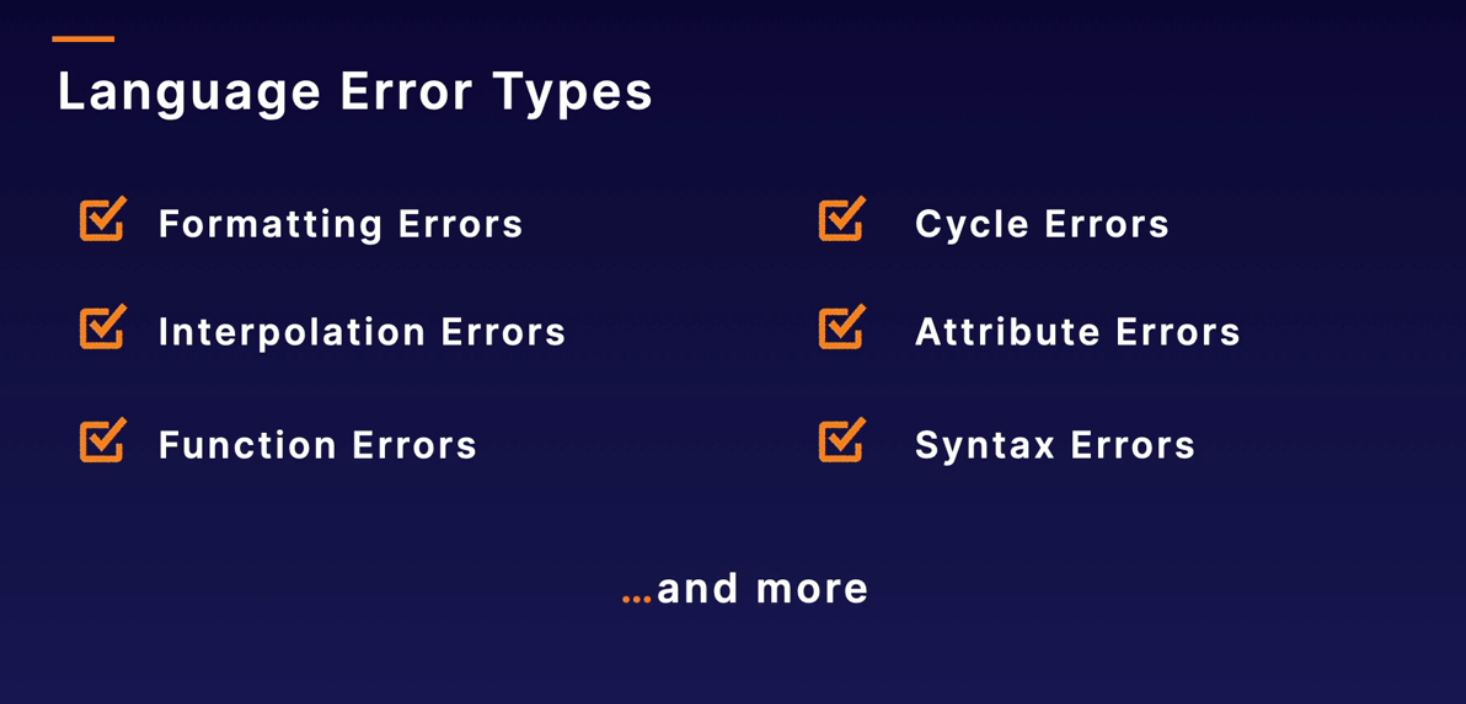 Language Error Types
Formatting Errors
Interpolation Errors
Function Errors
Cycle Errors
Attribute Errors
Syntax Errors
...and more